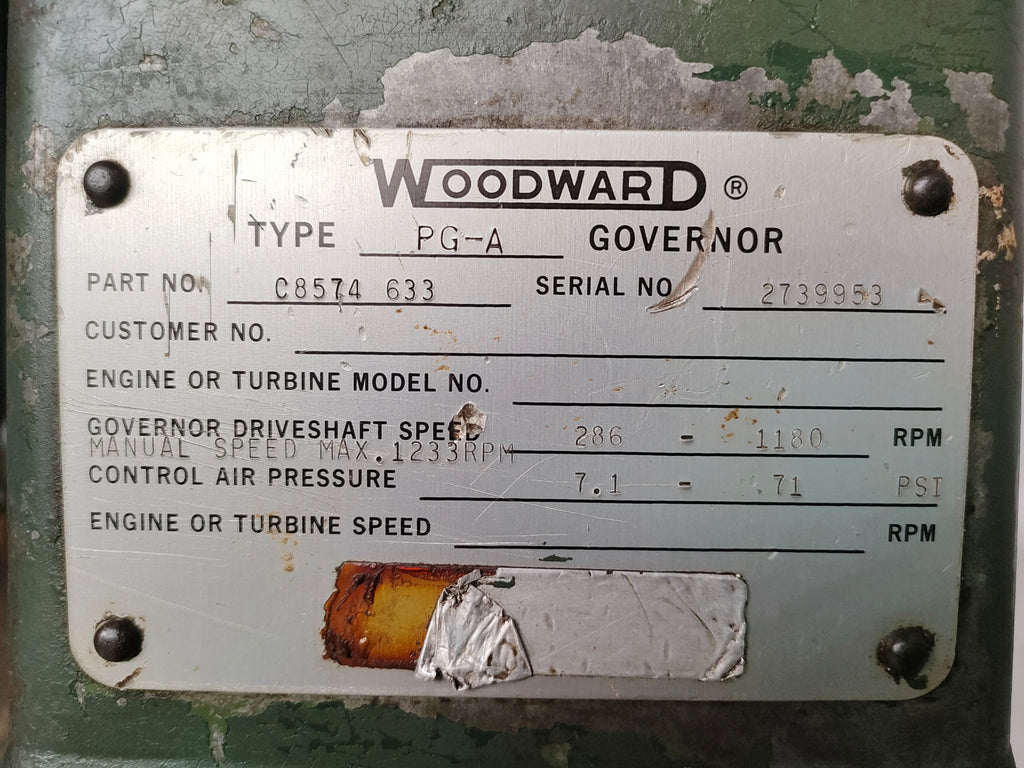 WOODWARD ®
TYPE PG-A GOVERNOR
PART NO. C8574 633 SERIAL NO 2739953
CUSTOMER NO.
ENGINE OR TURBINE MODEL NO.
GOVERNOR DRIVESHAFT SPEED 286 - 1180 RPM
MANUAL SPEED MAX.1233RPM
CONTROL AIR PRESSURE 7.1 - 71 PSI
ENGINE OR TURBINE SPEED RPM